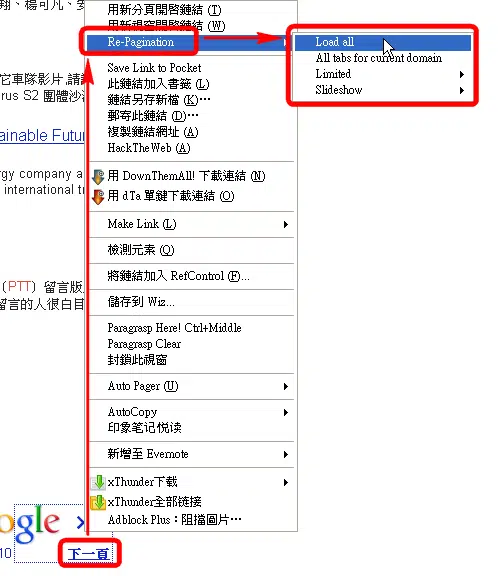 翔、楊可凡、安
用新分頁開啓鏈結 (T)
用新視窗開啓鏈結 (W)
Re-Pagination
Load all
All tabs for current domain
Limited
Slideshow
Save Link to Pocket
此鏈結加入書籤 (L)
鏈結另存新檔 (K)…
郵寄此鏈結 (D)…
複製鏈結網址 (A)
HackTheWeb (A)
它車隊影片,請
rus S2 團體沙
ainable Futur
rgy company a
international tr
用 DownThemAll! 下載連結 (N)
用 dTa 單鍵下載連結 (O)
Make Link (L)
檢測元素 (Q)
將鏈結加入 RefControl (F)...
(PTT) 留言版
留言的人很白目
儲存到 Wiz...
Paragrasp Here! Ctrl+Middle
Paragrasp Clear
封鎖此視窗
Auto Pager (U)
AutoCopy
印象笔记悦读
新增至 Evernote
xThunder下载
xThunder全部链接
Adblock Plus：阻擋圖片…
ogle
10
下一頁